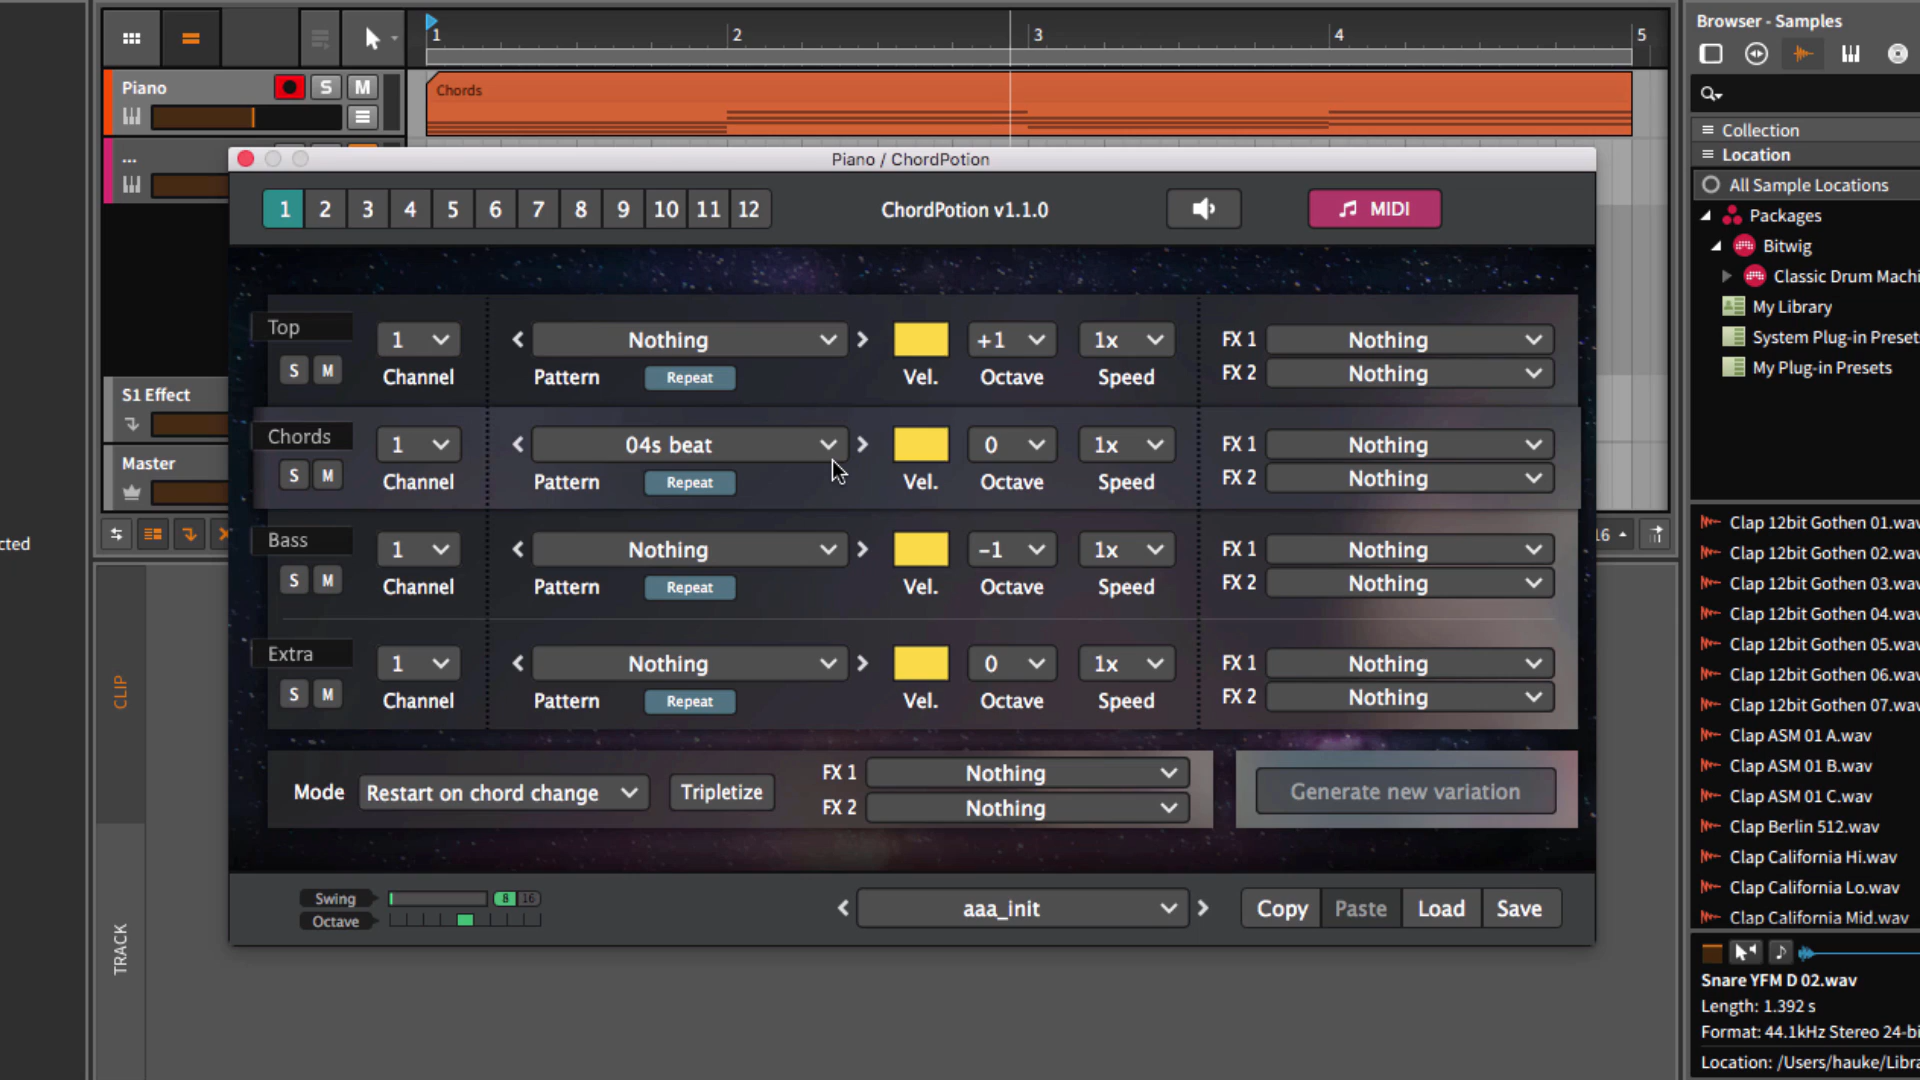 1 2 3 4 5
Piano S M
Chords
...
S1 Effect
Master
cted
16
CLIP
TRACK
Piano / ChordPotion
1 2 3 4 5 6 7 8 9 10 11 12 ChordPotion v1.1.0 MIDI
Top 1 Nothing +1 1x FX 1 Nothing
S M Channel Pattern Repeat Vel. Octave Speed FX 2 Nothing
Chords 1 04s beat 0 1x FX 1 Nothing
S M Channel Pattern Repeat Vel. Octave Speed FX 2 Nothing
Bass 1 Nothing -1 1x FX 1 Nothing
S M Channel Pattern Repeat Vel. Octave Speed FX 2 Nothing
Extra 1 Nothing 0 1x FX 1 Nothing
S M Channel Pattern Repeat Vel. Octave Speed FX 2 Nothing
Mode Restart on chord change Tripletize FX 1 Nothing Generate new variation
FX 2 Nothing
Swing 8 16
Octave
aaa_init Copy Paste Load Save
Browser - Samples
Collection
Location
All Sample Locations
Packages
Bitwig
Classic Drum Machi
My Library
System Plug-in Preset
My Plug-in Presets
Clap 12bit Gothen 01.wav
Clap 12bit Gothen 02.wav
Clap 12bit Gothen 03.wav
Clap 12bit Gothen 04.wav
Clap 12bit Gothen 05.wav
Clap 12bit Gothen 06.wav
Clap 12bit Gothen 07.wav
Clap ASM 01 A.wav
Clap ASM 01 B.wav
Clap ASM 01 C.wav
Clap Berlin 512.wav
Clap California Hi.wav
Clap California Lo.wav
Clap California Mid.wav
Snare YFM D 02.wav
Length: 1.392 s
Format: 44.1kHz Stereo 24-bi
Location: /Users/hauke/Libra